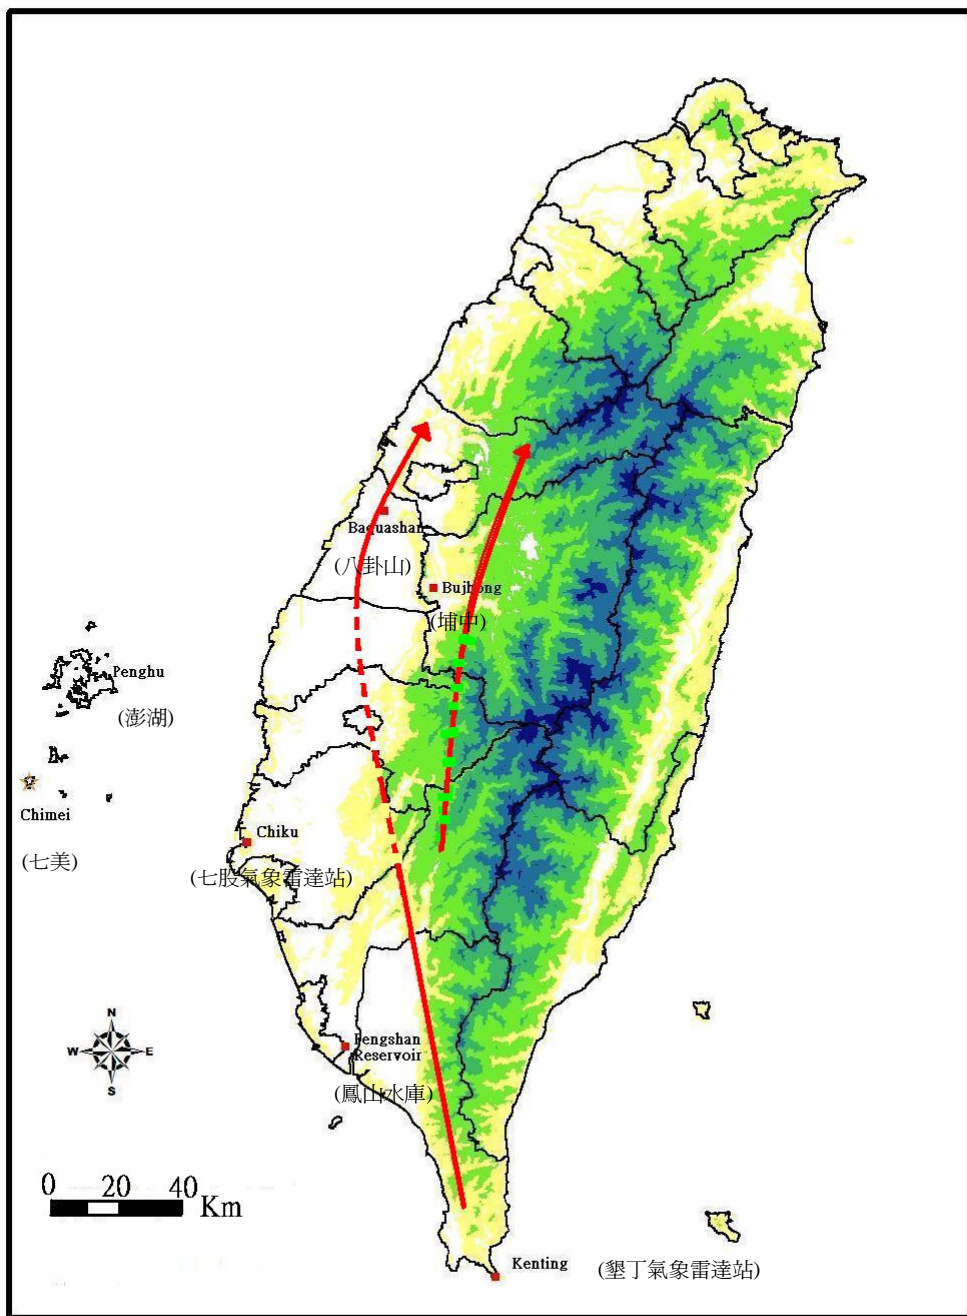 Baguashan
(八卦山)
Bujhong
(埔中)
Penghu
(澎湖)
Chimei
(七美)
Chiku
(七股氣象雷達站)
N
W
E
S
Fengshan
Reservoir
(鳳山水庫)
0 20 40
Km
Kenting
(墾丁氣象雷達站)